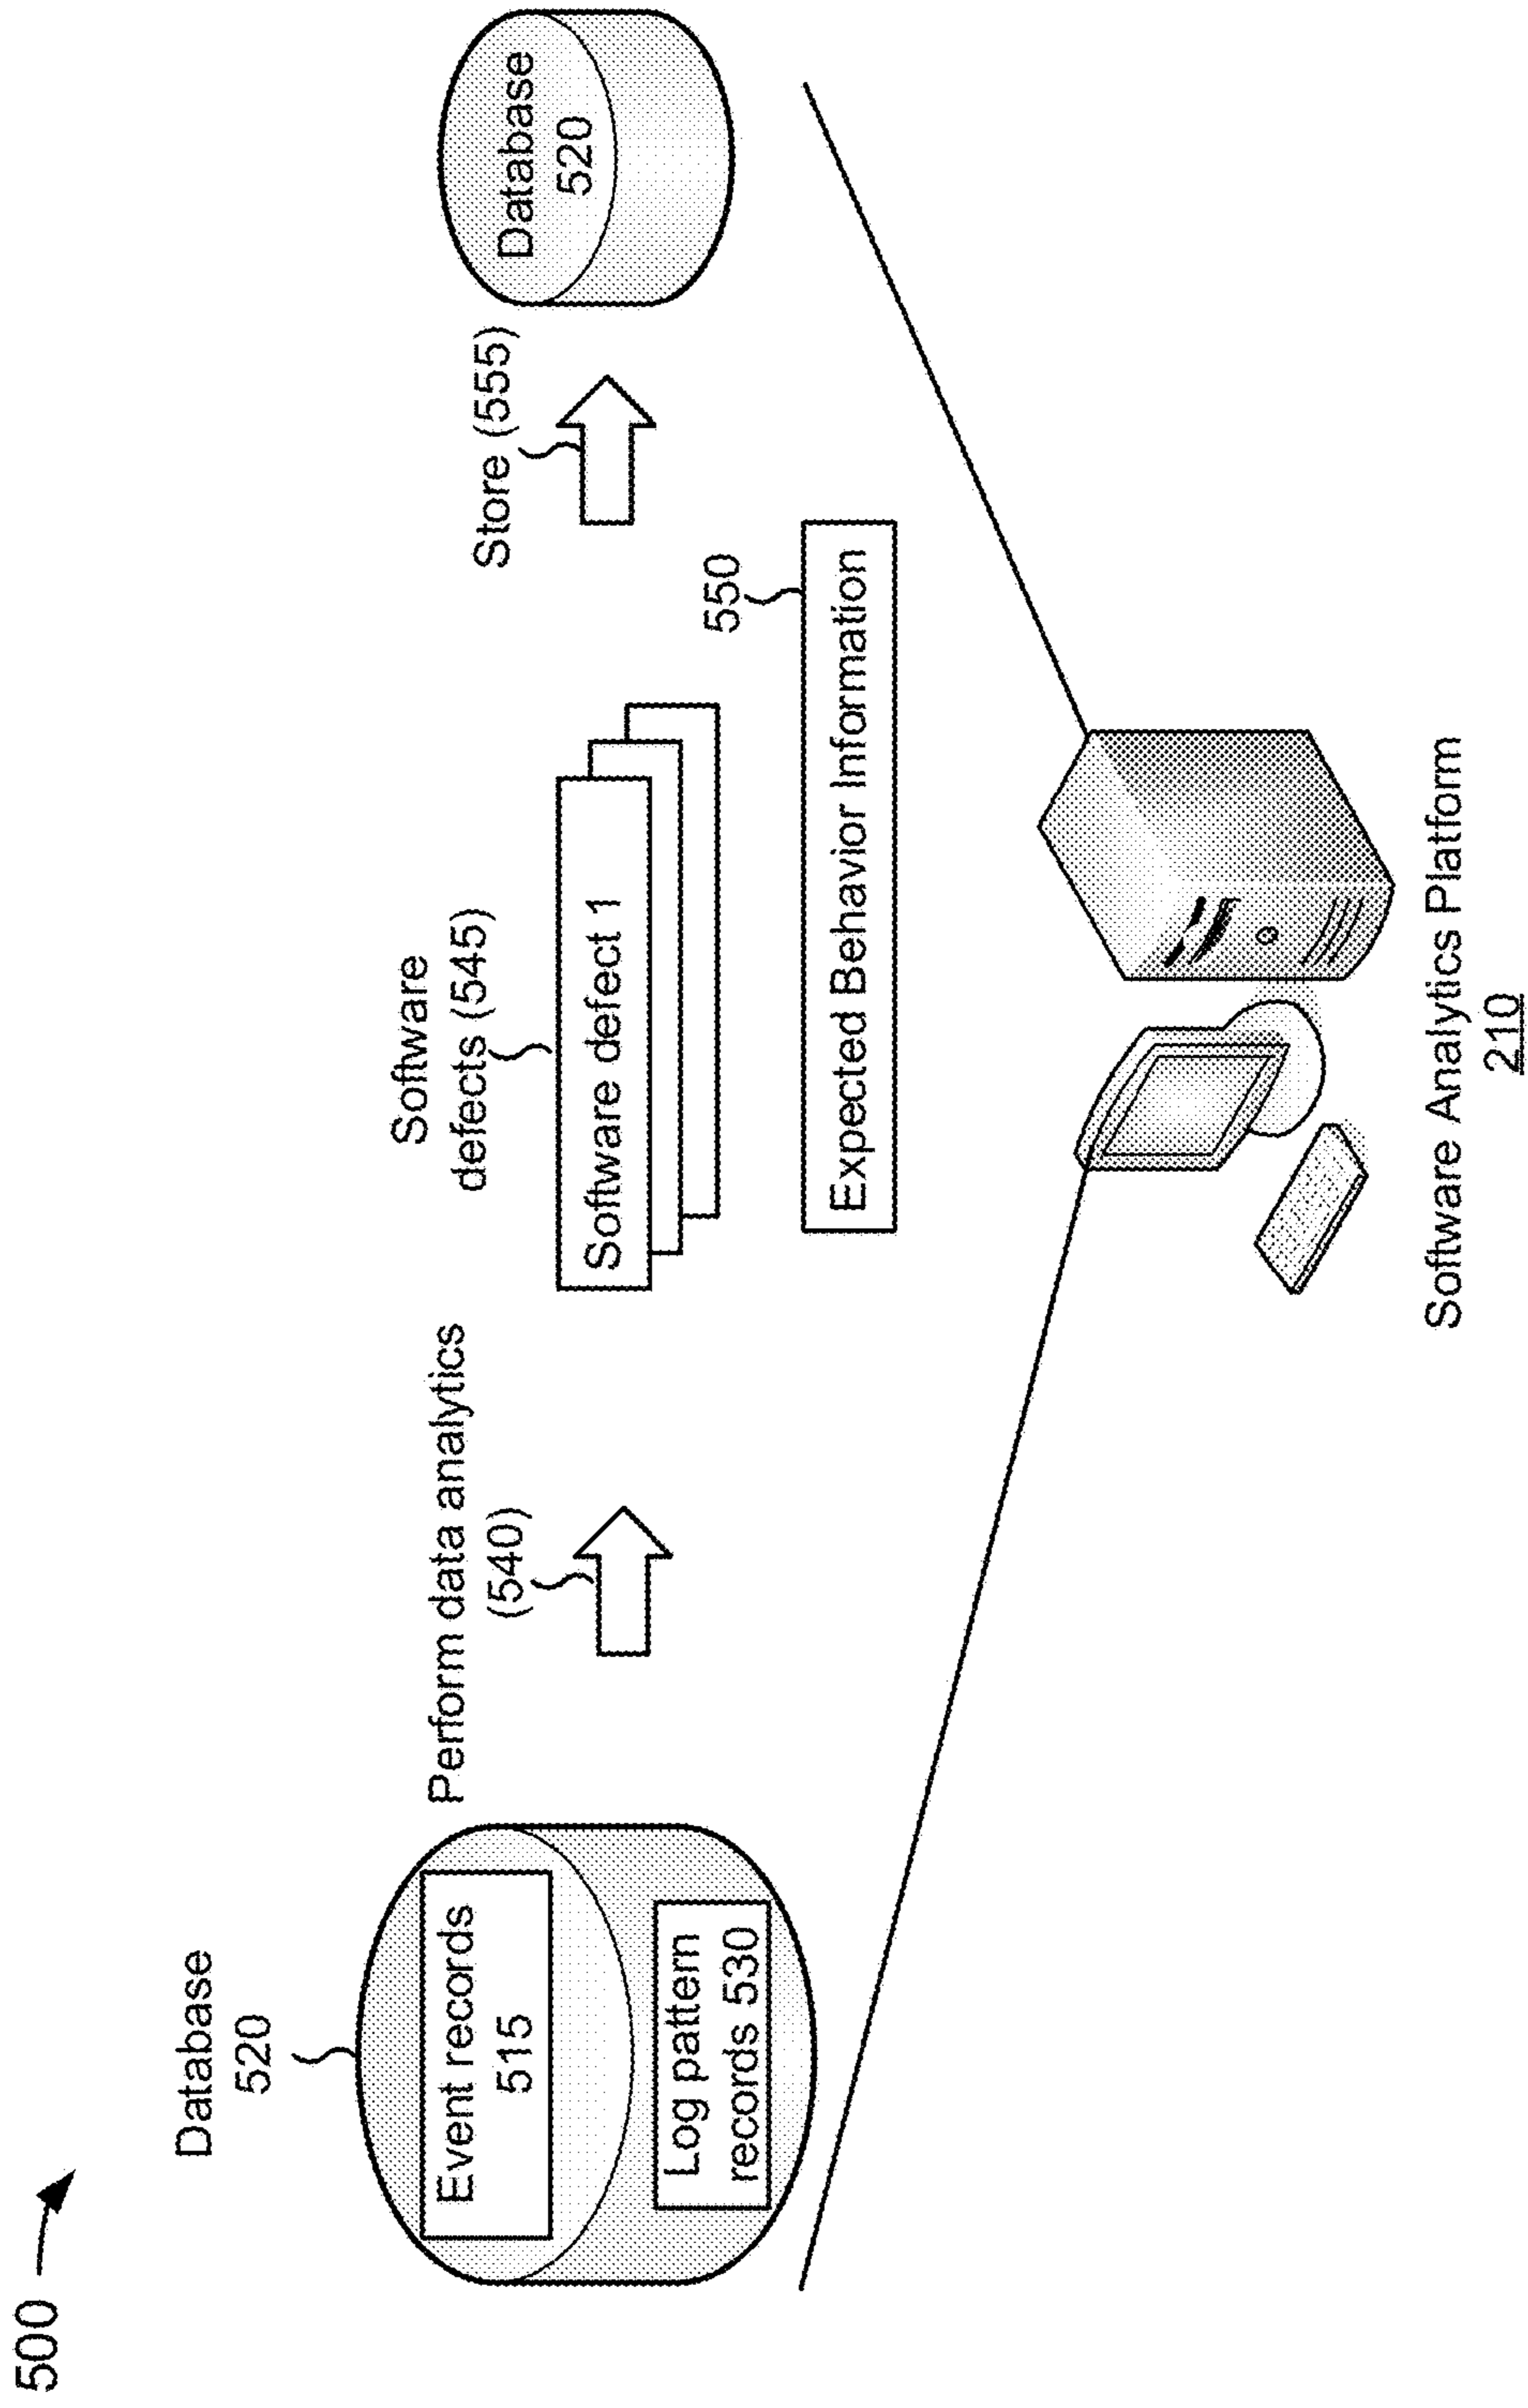 500
Database
520
Event records
515
Log pattern
records 530
Perform data analytics
(540)
Software
defects (545)
Software defect 1
550
Expected Behavior Information
Store (555)
Database
520
Software Analytics Platform
210